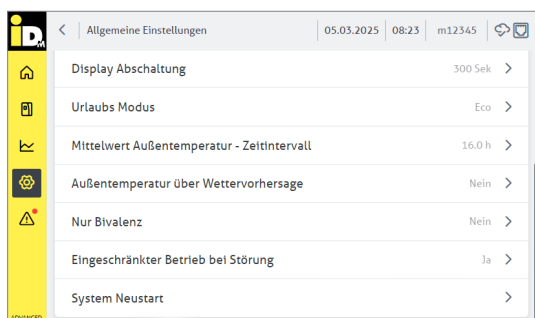 iDM
Allgemeine Einstellungen 05.03.2025 08:23 m12345
Display Abschaltung 300 Sek
Urlaubs Modus Eco
Mittelwert Außentemperatur - Zeitintervall 16.0 h
Außentemperatur über Wettervorhersage Nein
Nur Bivalenz Nein
Eingeschränkter Betrieb bei Störung Ja
System Neustart